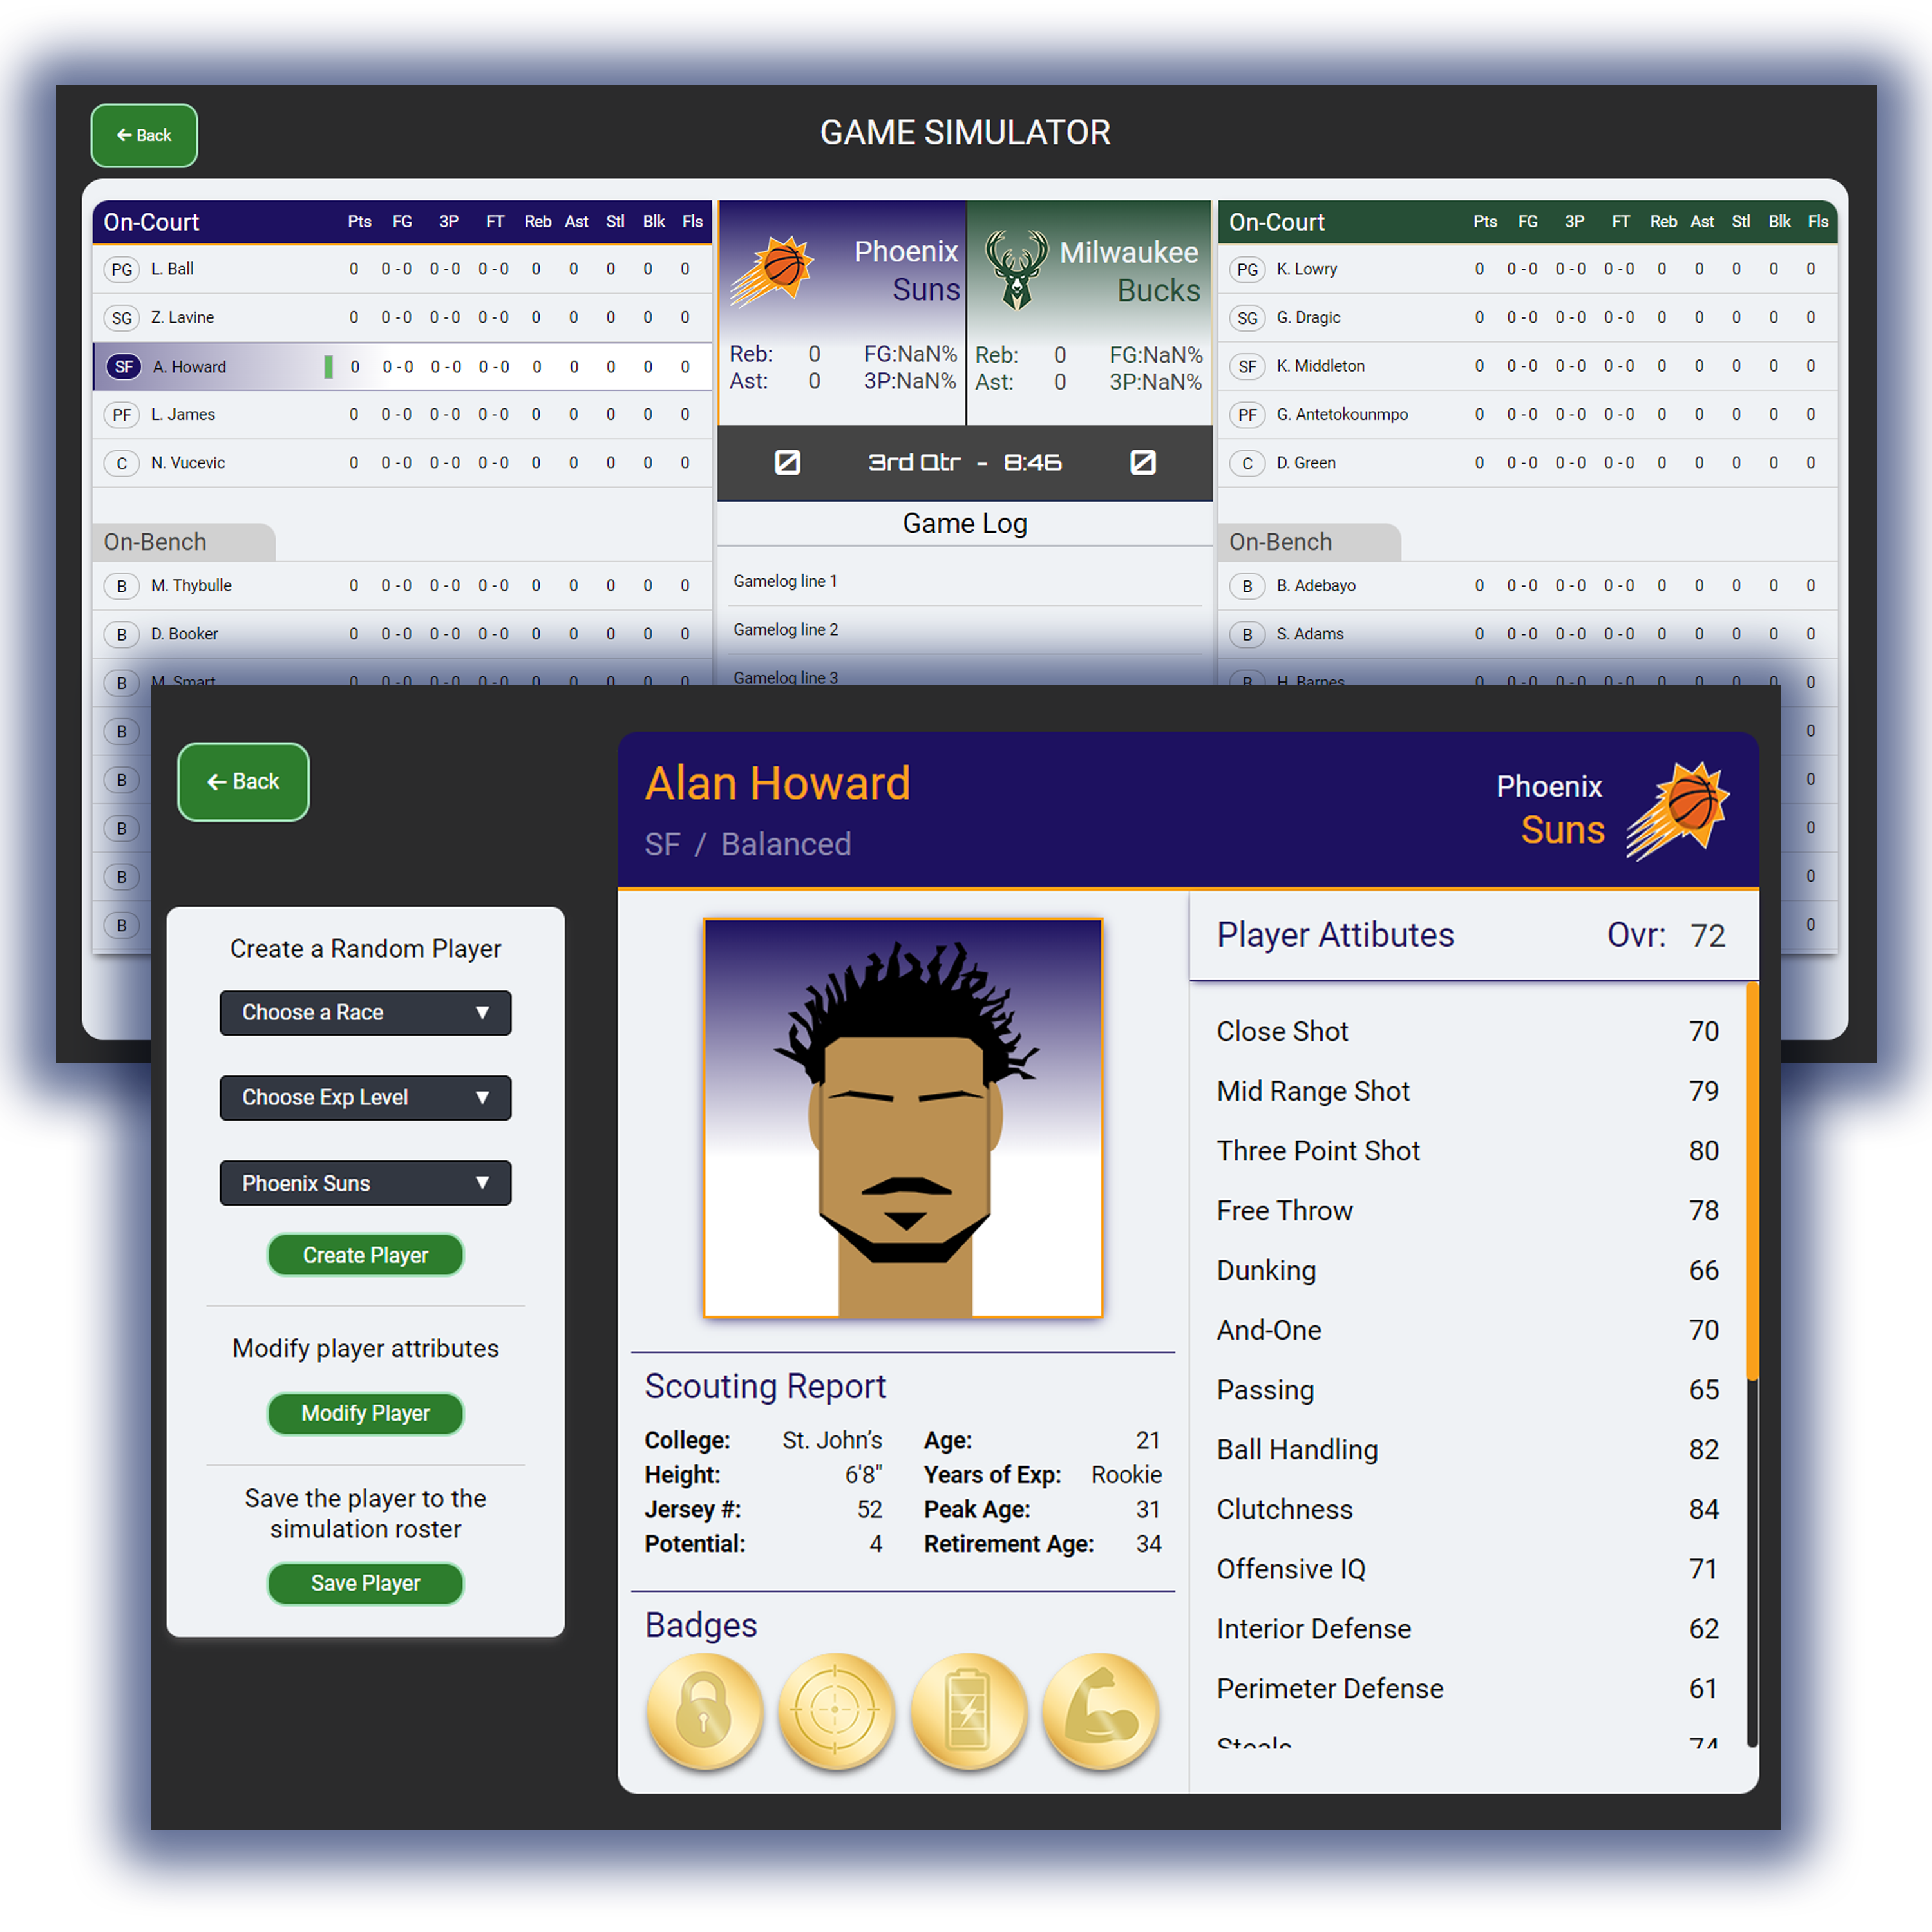 ← Back
GAME SIMULATOR
On-Court Pts FG 3P FT Reb Ast Stl Blk Fls
PG L. Ball 0 0 - 0 0 - 0 0 - 0 0 0 0 0 0
SG Z. Lavine 0 0 - 0 0 - 0 0 - 0 0 0 0 0 0
SF A. Howard 0 0 - 0 0 - 0 0 - 0 0 0 0 0 0
PF L. James 0 0 - 0 0 - 0 0 - 0 0 0 0 0 0
C N. Vucevic 0 0 - 0 0 - 0 0 - 0 0 0 0 0 0
On-Bench
B M. Thybulle 0 0 - 0 0 - 0 0 - 0 0 0 0 0 0
B D. Booker 0 0 - 0 0 - 0 0 - 0 0 0 0 0 0
B M. Smart 0 0 - 0 0 - 0 0 - 0 0 0 0 0 0
B
B
B
B
B
Phoenix
Suns
Reb: 0 FG:NaN%
Ast: 0 3P:NaN%
Milwaukee
Bucks
Reb: 0 FG:NaN%
Ast: 0 3P:NaN%
0 3rd Qtr - 8:46 0
Game Log
Gamelog line 1
Gamelog line 2
Gamelog line 3
On-Court Pts FG 3P FT Reb Ast Stl Blk Fls
PG K. Lowry 0 0 - 0 0 - 0 0 - 0 0 0 0 0 0
SG G. Dragic 0 0 - 0 0 - 0 0 - 0 0 0 0 0 0
SF K. Middleton 0 0 - 0 0 - 0 0 - 0 0 0 0 0 0
PF G. Antetokounmpo 0 0 - 0 0 - 0 0 - 0 0 0 0 0 0
C D. Green 0 0 - 0 0 - 0 0 - 0 0 0 0 0 0
On-Bench
B B. Adebayo 0 0 - 0 0 - 0 0 - 0 0 0 0 0 0
B S. Adams 0 0 - 0 0 - 0 0 - 0 0 0 0 0 0
B H. Barnes 0 0 - 0 0 - 0 0 - 0 0 0 0 0 0
0
0
0
0
0
← Back
Create a Random Player
Choose a Race ▼
Choose Exp Level ▼
Phoenix Suns ▼
Create Player
Modify player attributes
Modify Player
Save the player to the
simulation roster
Save Player
Alan Howard
SF / Balanced
Phoenix
Suns
Scouting Report
College: St. John's Age: 21
Height: 6'8" Years of Exp: Rookie
Jersey #: 52 Peak Age: 31
Potential: 4 Retirement Age: 34
Badges
Player Attibutes Ovr: 72
Close Shot 70
Mid Range Shot 79
Three Point Shot 80
Free Throw 78
Dunking 66
And-One 70
Passing 65
Ball Handling 82
Clutchness 84
Offensive IQ 71
Interior Defense 62
Perimeter Defense 61
Steals 74